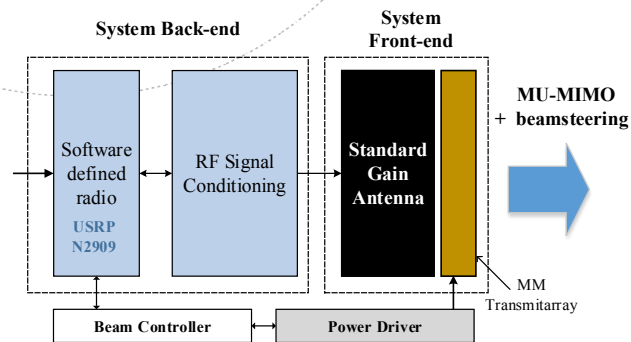 System Back-end
System
Front-end
Software
defined
radio
USRP
N2909
RF Signal
Conditioning
Standard
Gain
Antenna
MU-MIMO
+ beamsteering
MM
Transmitarray
Beam Controller
Power Driver